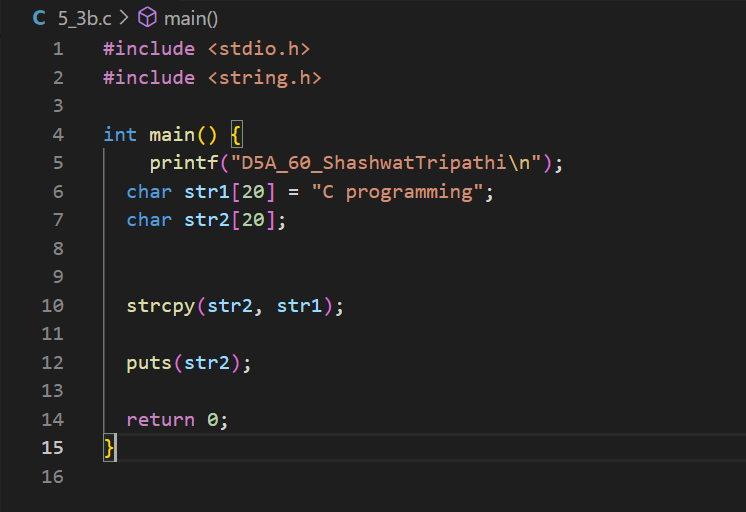 C 5_3b.c > main()
1 #include <stdio.h>
2 #include <string.h>
3
4 int main() {
5     printf("D5A_60_ShashwatTripathi\n");
6   char str1[20] = "C programming";
7   char str2[20];
8
9
10   strcpy(str2, str1);
11
12   puts(str2);
13
14   return 0;
15 }
16